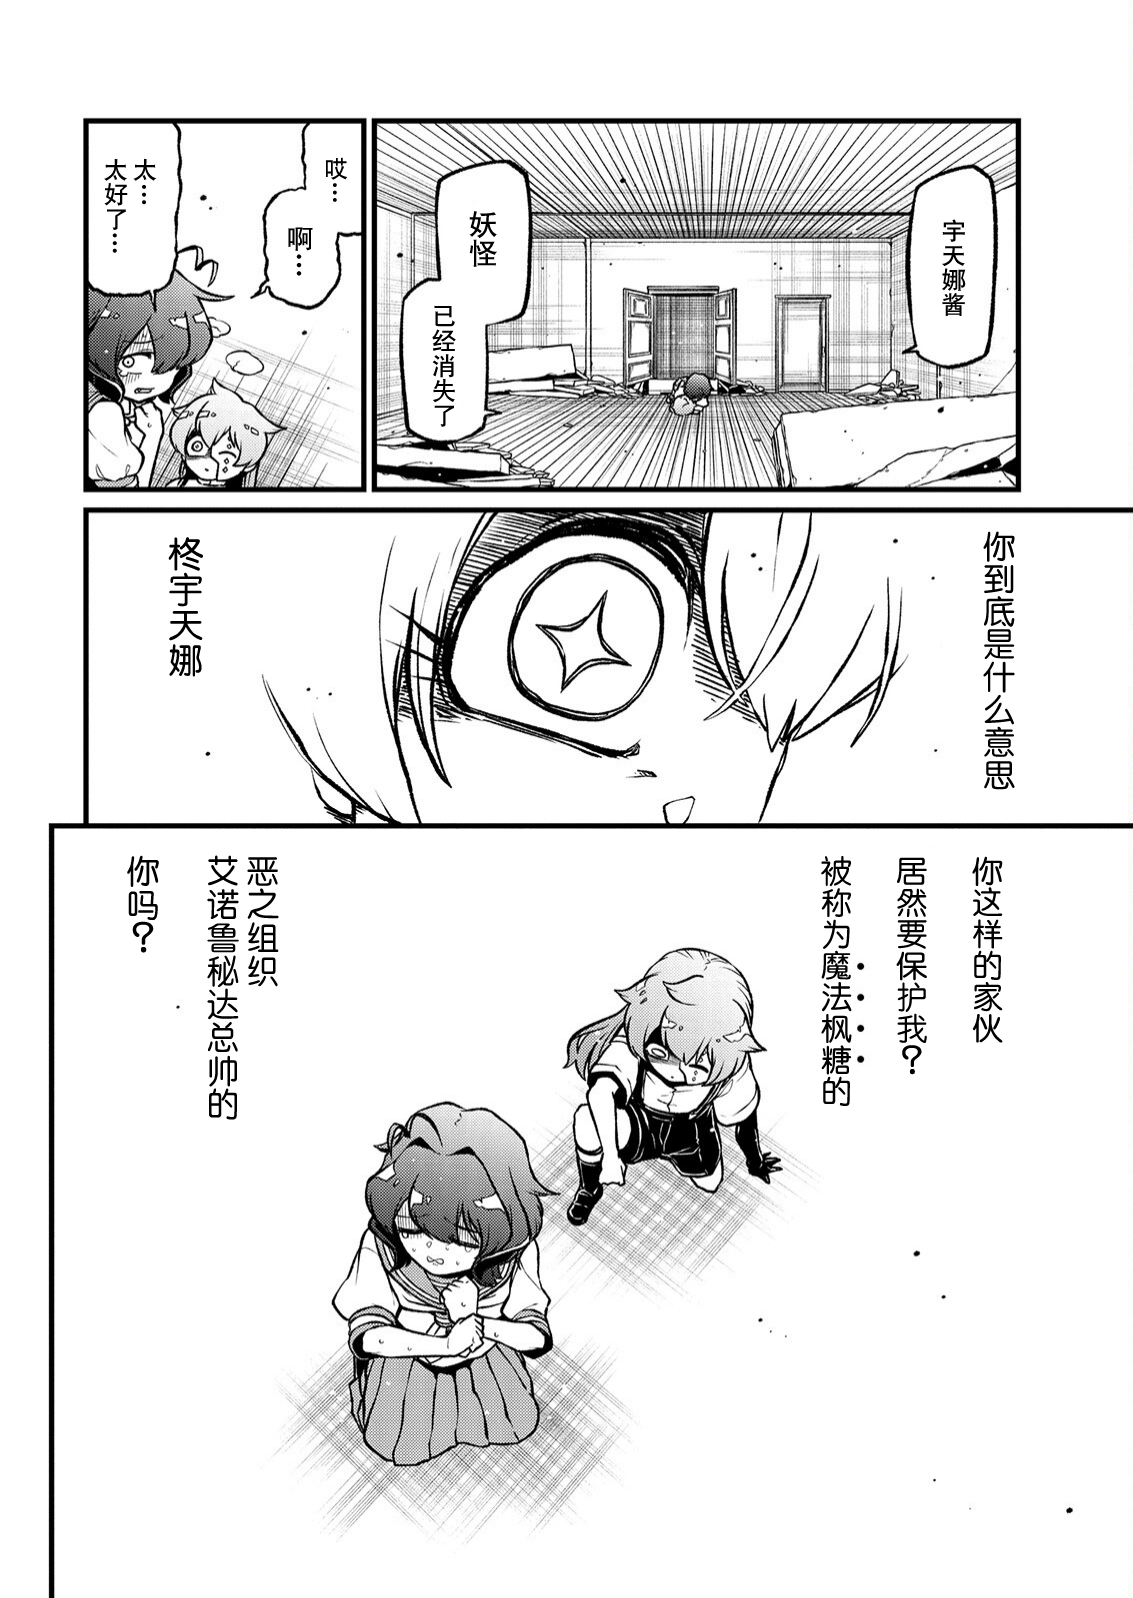 宇天娜酱
妖怪
已经消失了
哎…
啊…
太…
太好了…
你到底是什么意思
柊宇天娜
你这样的家伙
居然要保护我？
被称为魔法枫糖的
恶之组织
艾诺鲁秘达总帅的
你吗？